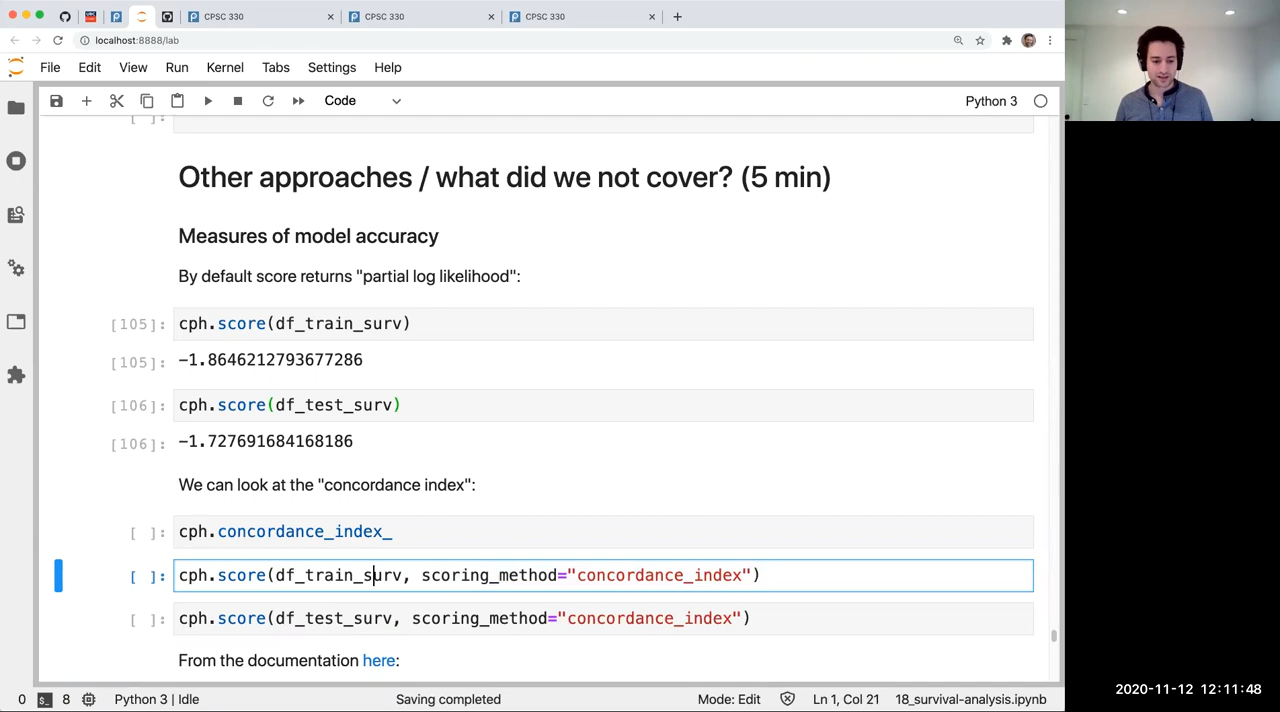 CPSC 330
CPSC 330
CPSC 330
localhost:8888/lab
File Edit View Run Kernel Tabs Settings Help
Code
Python 3
[ ]:
Other approaches / what did we not cover? (5 min)
Measures of model accuracy
By default score returns "partial log likelihood":
[105]: cph.score(df_train_surv)
[105]: -1.8646212793677286
[106]: cph.score(df_test_surv)
[106]: -1.727691684168186
We can look at the "concordance index":
[ ]: cph.concordance_index_
[ ]: cph.score(df_train_surv, scoring_method="concordance_index")
[ ]: cph.score(df_test_surv, scoring_method="concordance_index")
From the documentation here:
0 8 Python 3 | Idle Saving completed Mode: Edit Ln 1, Col 21 18_survival-analysis.ipynb
2020-11-12 12:11:48